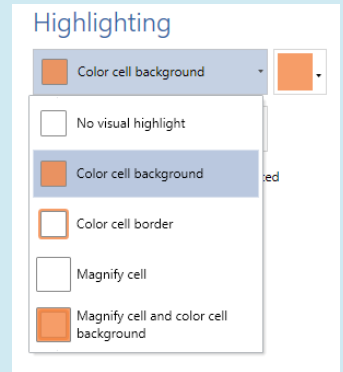 Highlighting
Color cell background
No visual highlight
Color cell background
Color cell border
Magnify cell
Magnify cell and color cell
background